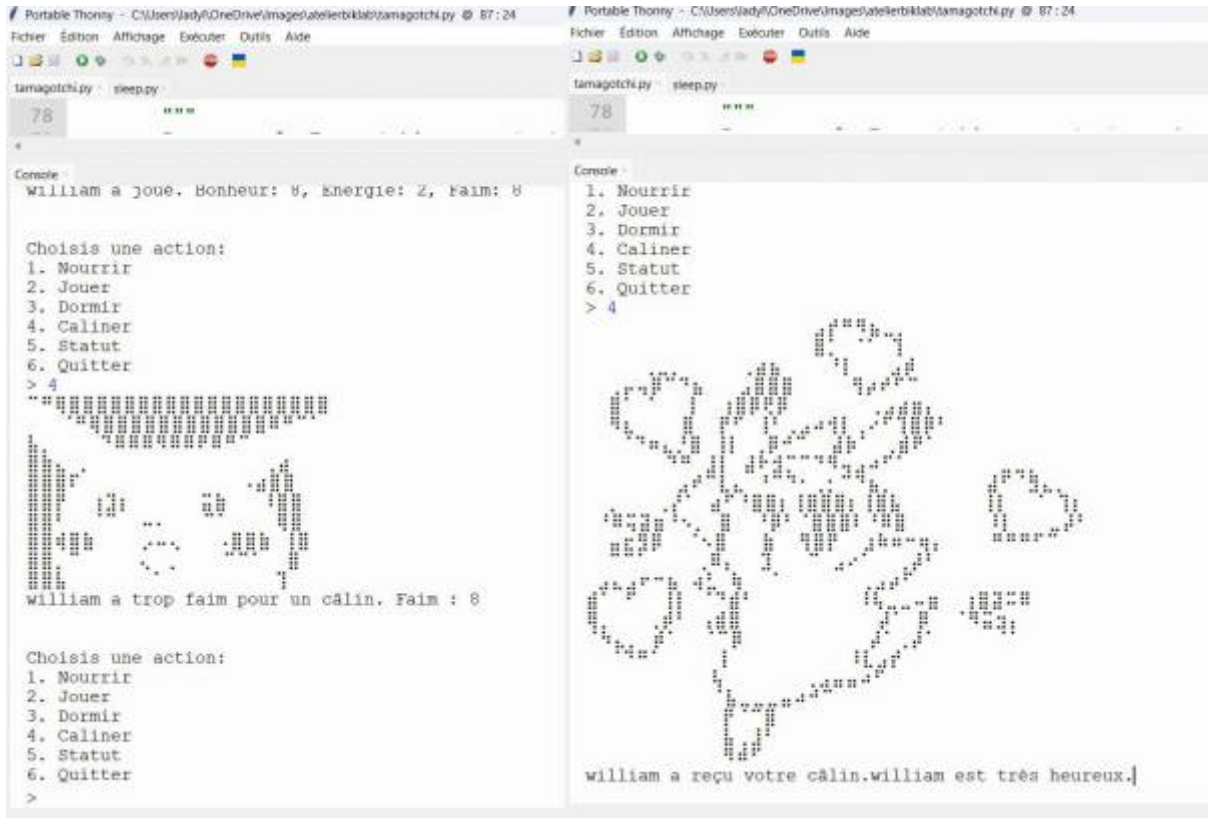 Portable Thonny - C:\Users\ladyl\OneDrive\Images\atelierbiklab\tamagotchi.py @ 87 : 24
Fichier Édition Affichage Exécuter Outils Aide
tamagotchi.py sleep.py
78 """
Console
william a joué. Bonheur: 8, Énergie: 2, Faim: 8
Choisis une action:
1. Nourrir
2. Jouer
3. Dormir
4. Caliner
5. Statut
6. Quitter
> 4
william a trop faim pour un câlin. Faim : 8
Choisis une action:
1. Nourrir
2. Jouer
3. Dormir
4. Caliner
5. Statut
6. Quitter
>
Portable Thonny - C:\Users\ladyl\OneDrive\Images\atelierbiklab\tamagotchi.py @ 87 : 24
Fichier Édition Affichage Exécuter Outils Aide
tamagotchi.py sleep.py
78 """
Console
1. Nourrir
2. Jouer
3. Dormir
4. Caliner
5. Statut
6. Quitter
> 4
william a reçu votre câlin.william est très heureux.